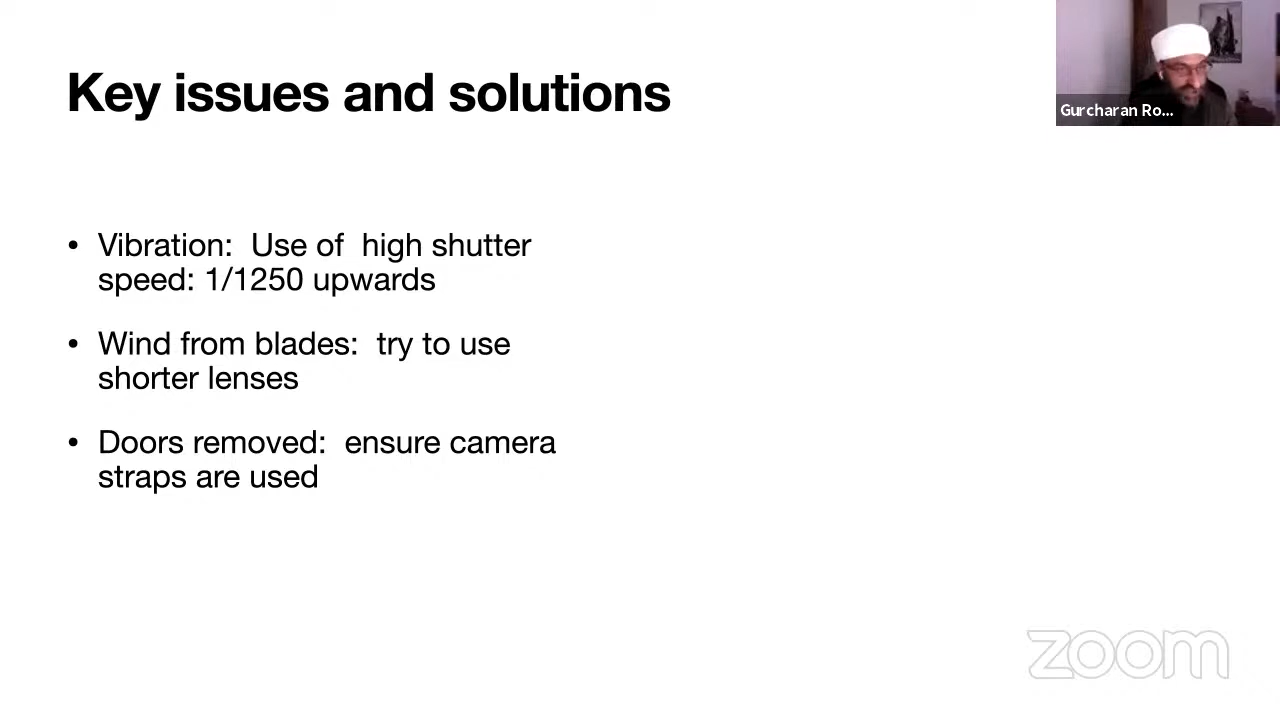 Key issues and solutions
Gurcharan Ro...
• Vibration:  Use of  high shutter
speed: 1/1250 upwards
• Wind from blades:  try to use
shorter lenses
• Doors removed:  ensure camera
straps are used
zoom